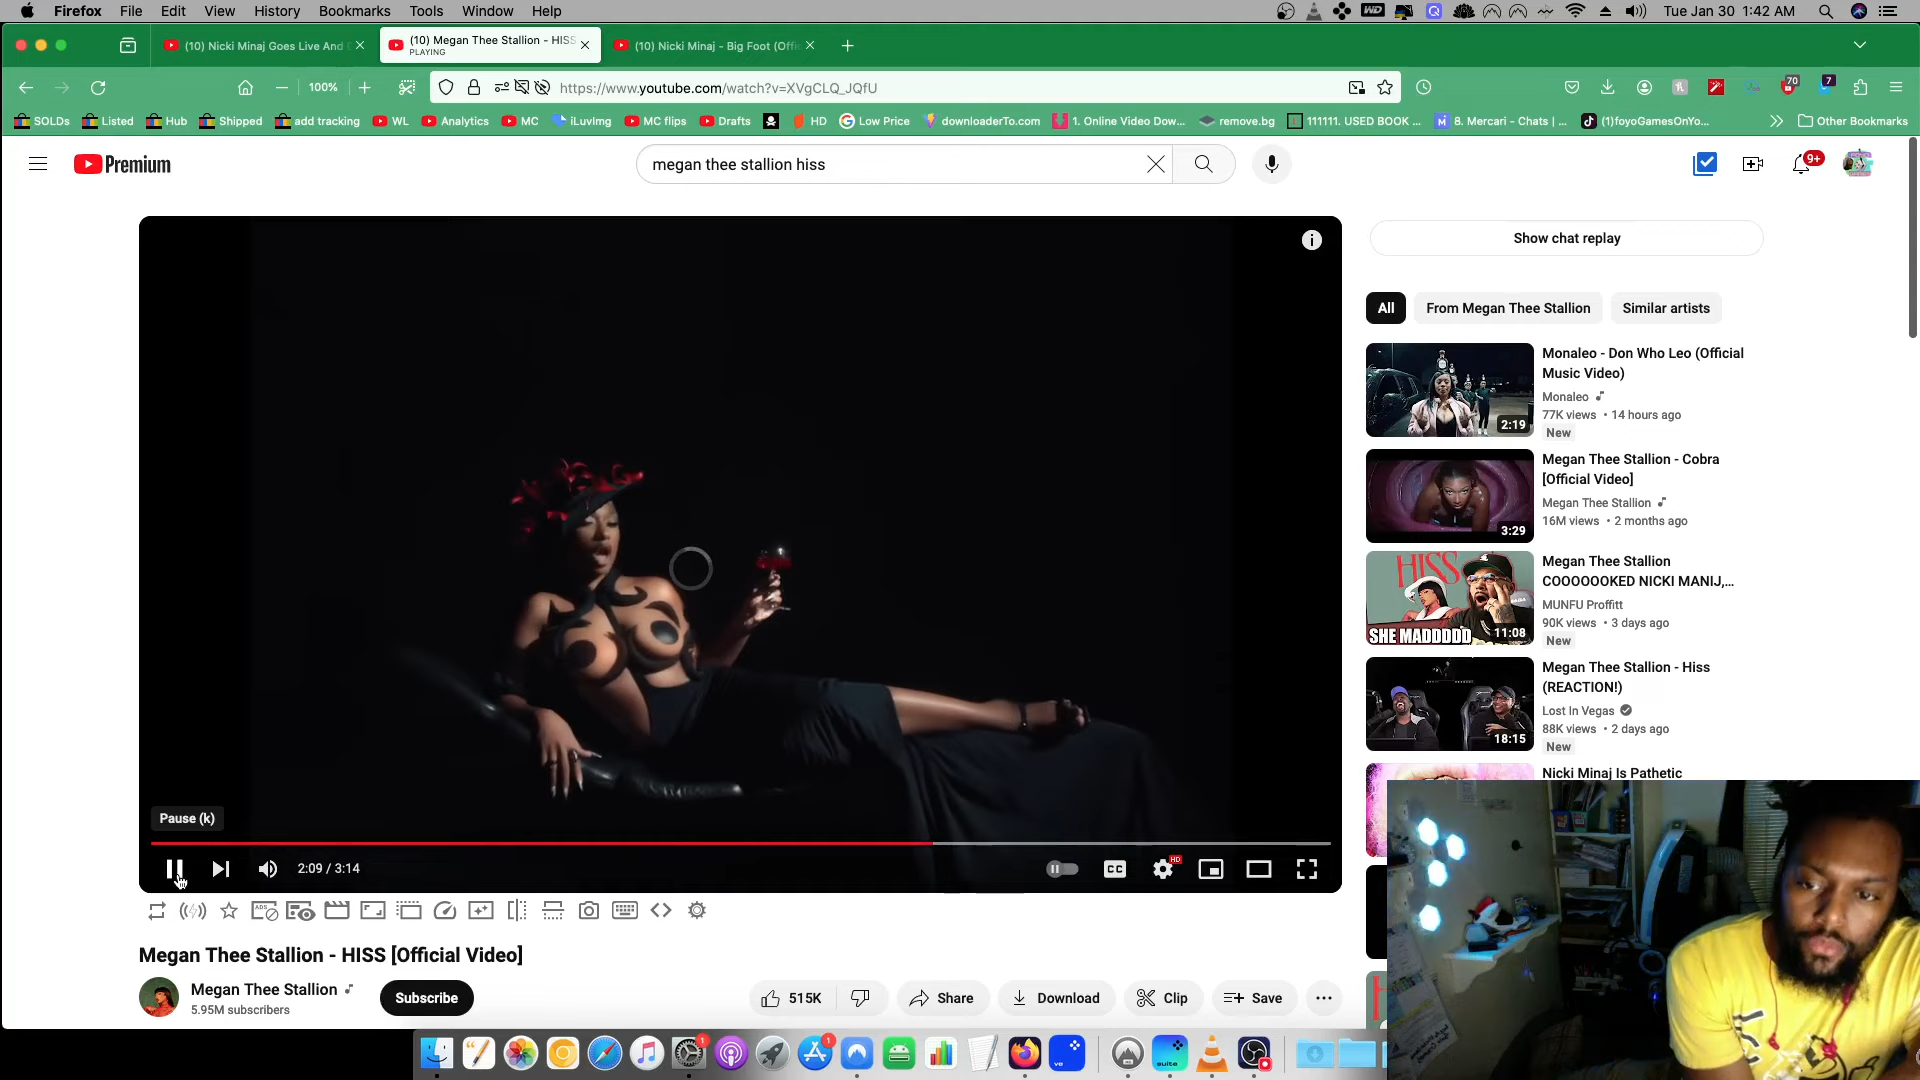 Firefox File Edit View History Bookmarks Tools Window Help Tue Jan 30 1:42 AM
(10) Nicki Minaj Goes Live And
(10) Megan Thee Stallion - HISS
PLAYING
(10) Nicki Minaj - Big Foot (Offi
100%
https://www.youtube.com/watch?v=XVgCLQ_JQfU
70
7
SOLDs Listed Hub Shipped add tracking WL Analytics MC iLuvImg MC flips Drafts HD Low Price downloaderTo.com 1. Online Video Dow... remove.bg 111111. USED BOOK ... 8. Mercari - Chats | ... (1)foyoGamesOnYo... Other Bookmarks
Premium
megan thee stallion hiss
9+
Show chat replay
All From Megan Thee Stallion Similar artists
Monaleo - Don Who Leo (Official
Music Video)
Monaleo
77K views • 14 hours ago
New
2:19
Megan Thee Stallion - Cobra
[Official Video]
Megan Thee Stallion
16M views • 2 months ago
3:29
Megan Thee Stallion
COOOOOOKED NICKI MANIJ,...
MUNFU Proffitt
90K views • 3 days ago
New
HISS
SHE MADDDDD
11:08
Megan Thee Stallion - Hiss
(REACTION!)
Lost In Vegas
88K views • 2 days ago
New
18:15
Nicki Minaj Is Pathetic
Pause (k)
2:09 / 3:14
CC
HD
Megan Thee Stallion - HISS [Official Video]
Megan Thee Stallion
5.95M subscribers
Subscribe
515K
Share
Download
Clip
Save
1
1